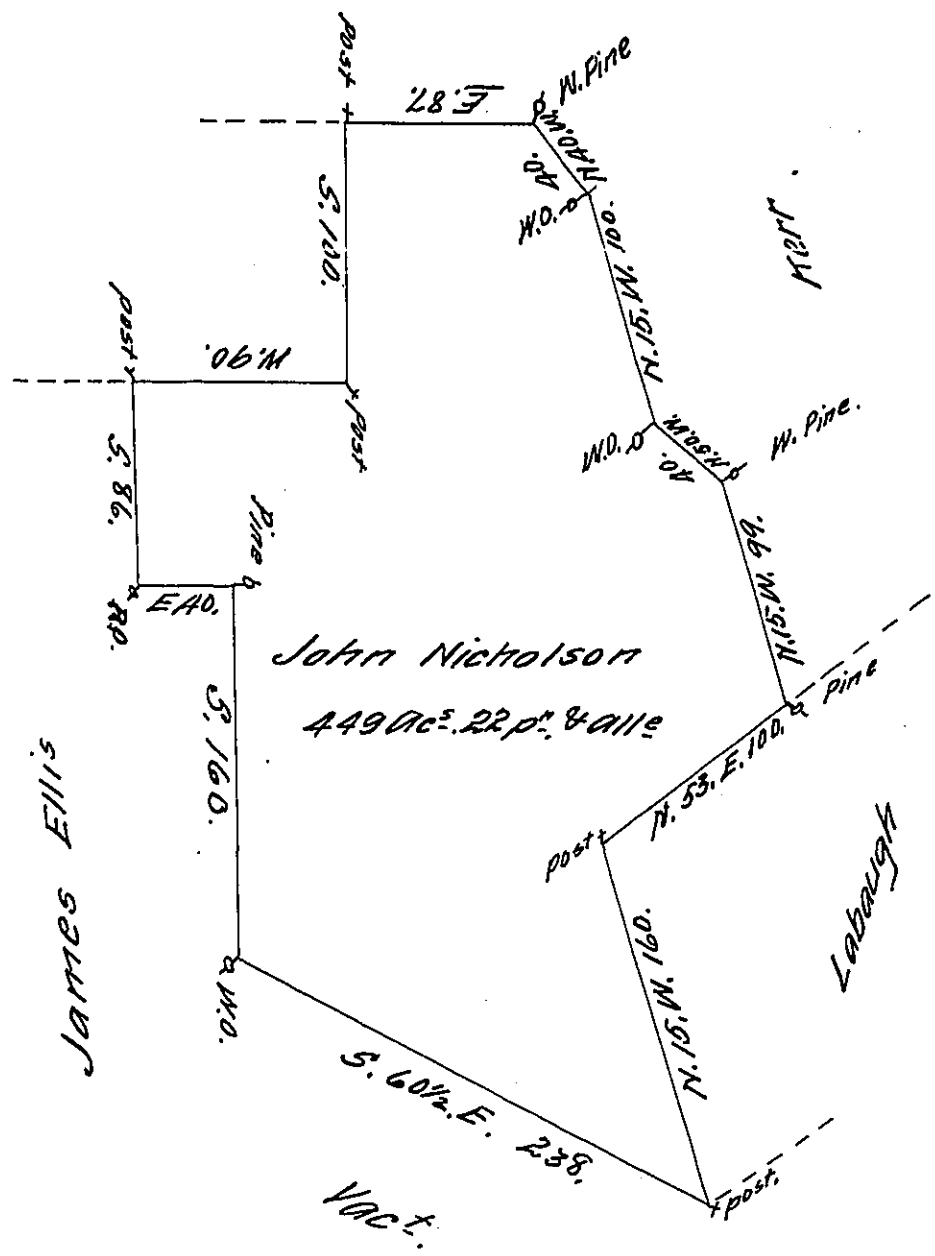 Post
E. 87.
W. Pine
N. 40. W.
40.
W.O.
S. 100.
N. 15. W. 100.
Kerr
Post
W. 90.
Post
W.O.
N. 50. W.
40.
W. Pine.
S. 86.
Pine
R.P.
E 40.
N. 15. W. 99.
Pine
John Nicholson
449 Acs. 22 ps. & alle
S. 160.
N. 53. E. 100.
Post
James Ellis
Labaugh
N. 15. W. 160.
W.O.
S. 60½. E. 238.
Post.
Vact.